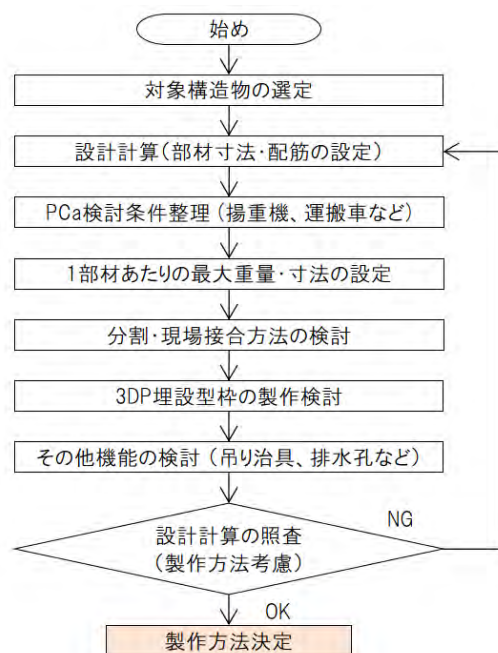 始め
対象構造物の選定
設計計算(部材寸法・配筋の設定)
PCa検討条件整理(揚重機、運搬車など)
1部材あたりの最大重量・寸法の設定
分割・現場接合方法の検討
3DP埋設型枠の製作検討
その他機能の検討(吊り治具、排水孔など)
設計計算の照査
(製作方法考慮)
NG
OK
製作方法決定